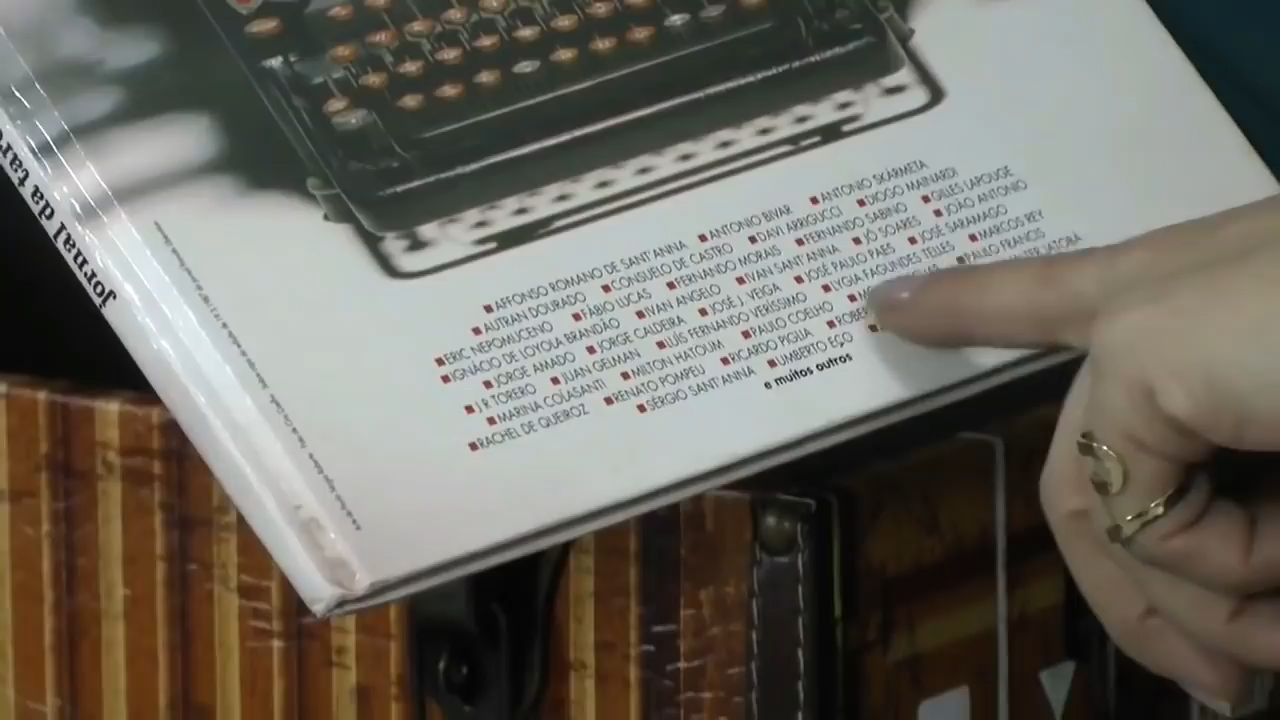 jornal da tar
■AFFONSO ROMANO DE SANT'ANNA ■ANTONIO BIVAR ■ANTONIO SKÁRMETA
■AUTRAN DOURADO ■CONSUELO DE CASTRO ■DAVI ARRIGUCCI ■DIOGO MAINARDI
■ERIC NEPOMUCENO ■FÁBIO LUCAS ■FERNANDO MORAIS ■FERNANDO SABINO ■GILLES LAPOUGE
■IGNÁCIO DE LOYOLA BRANDÃO ■IVAN ANGELO ■IVAN SANT'ANNA ■JÔ SOARES ■JOÃO ANTONIO
■JORGE AMADO ■JORGE CALDEIRA ■JOSÉ J. VEIGA ■JOSÉ PAULO PAES ■JOSÉ SARAMAGO
■J R TORERO ■JUAN GELMAN ■LUÍS FERNANDO VERÍSSIMO ■LYGIA FAGUNDES TELLES ■MARCOS REY
■MARINA COLASANTI ■MILTON HATOUM ■PAULO COELHO ■PAULO FRANCIS
■RACHEL DE QUEIROZ ■RENATO POMPEU ■RICARDO PIGLIA ■ROBER JATOBÁ
■SÉRGIO SANT'ANNA ■UMBERTO ECO
e muitos outros